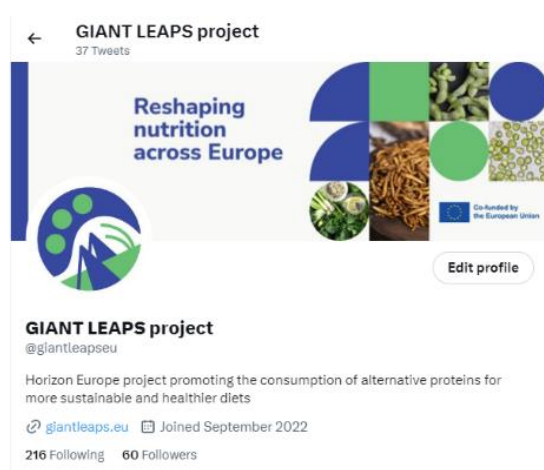 GIANT LEAPS project
37 Tweets
Reshaping
nutrition
across Europe
Co-funded by
the European Union
Edit profile
GIANT LEAPS project
@giantleapseu
Horizon Europe project promoting the consumption of alternative proteins for
more sustainable and healthier diets
giantleaps.eu Joined September 2022
216 Following 60 Followers